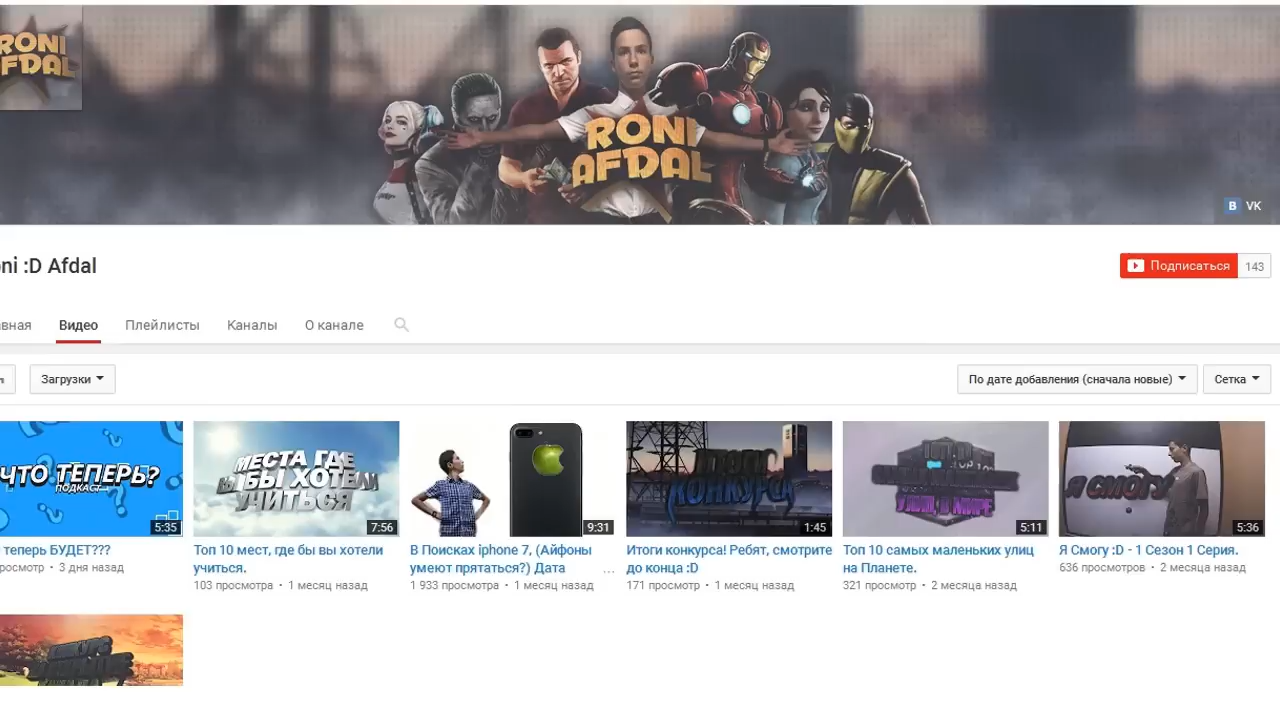 RONI
AFDAL
RONI
AFDAL
B VK
ni :D Afdal
Подписаться 143
вная Видео Плейлисты Каналы О канале
Загрузки По дате добавления (сначала новые) Сетка
ЧТО ТЕПЕРЬ?
ПОДКАСТ
5:35
МЕСТА ГДЕ
БЫ ВЫ ХОТЕЛИ
УЧИТЬСЯ
7:56
9:31
ИТОГИ
КОНКУРСА
1:45
5:11
Я СМОГУ
5:36
теперь БУДЕТ???
росмотр • 3 дня назад
Топ 10 мест, где бы вы хотели
учиться.
103 просмотра • 1 месяц назад
В Поисках iphone 7, (Айфоны
умеют прятаться?) Дата ...
1 933 просмотра • 1 месяц назад
Итоги конкурса! Ребят, смотрите
до конца :D
171 просмотр • 1 месяц назад
Топ 10 самых маленьких улиц
на Планете.
321 просмотр • 2 месяца назад
Я Смогу :D - 1 Сезон 1 Серия.
636 просмотров • 2 месяца назад